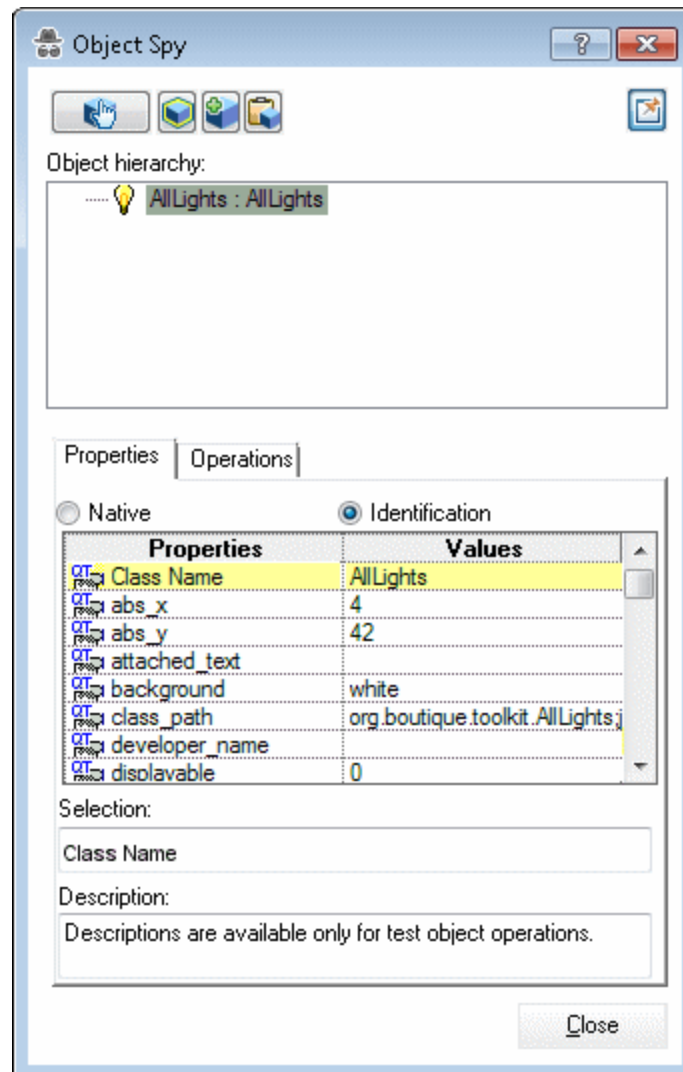 Object Spy
Object hierarchy:
AllLights : AllLights
Properties Operations
Native Identification
Properties Values
Class Name AllLights
abs_x 4
abs_y 42
attached_text
background white
class_path org.boutique.toolkit.AllLights;j
developer_name
displayable 0
Selection:
Class Name
Description:
Descriptions are available only for test object operations.
Close